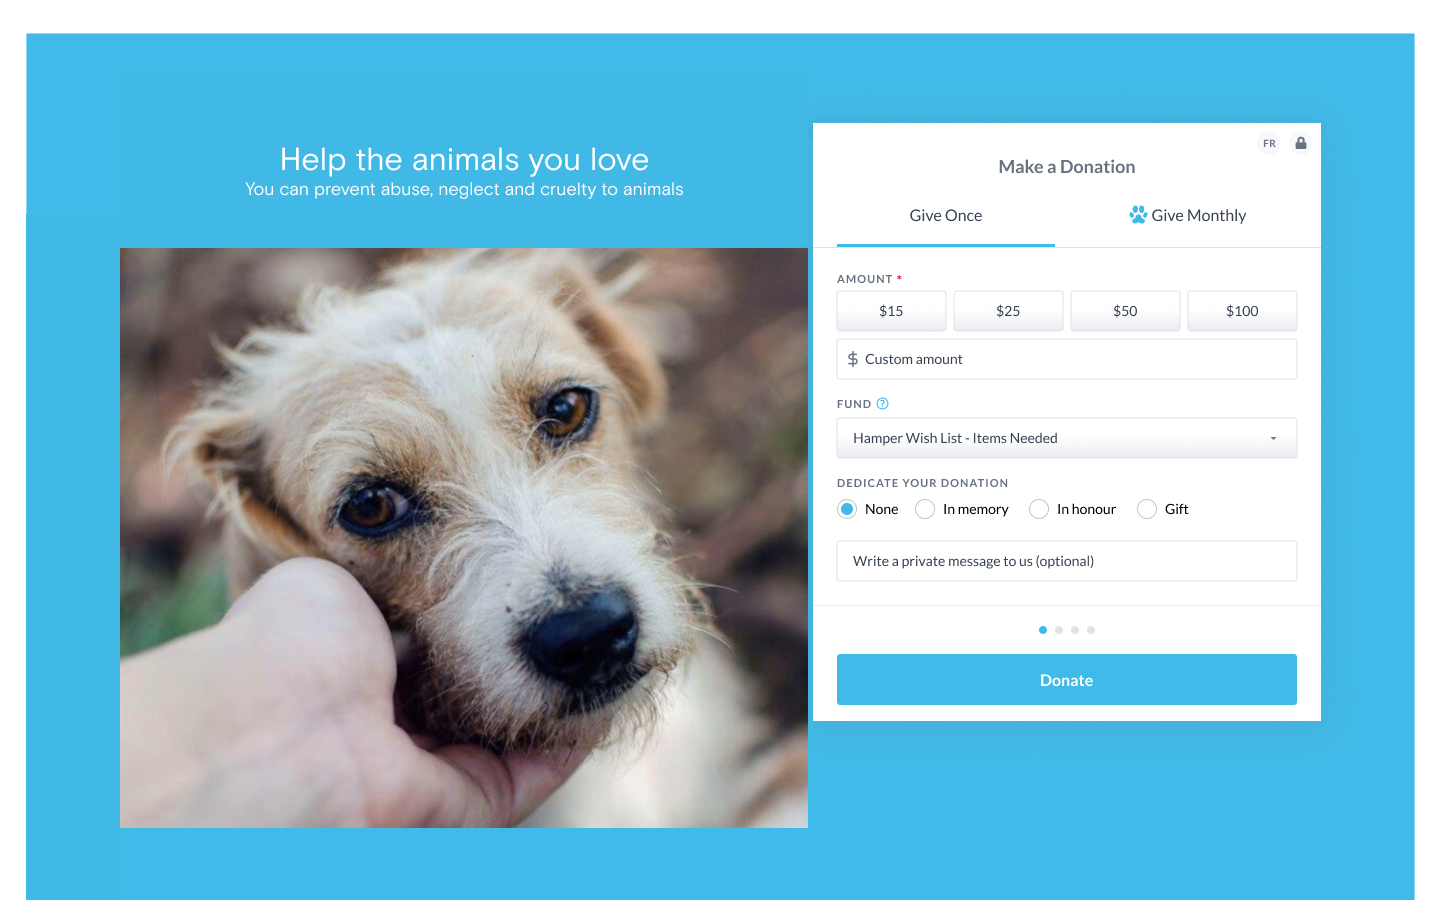 Help the animals you love
You can prevent abuse, neglect and cruelty to animals
FR
Make a Donation
Give Once
Give Monthly
AMOUNT *
$15
$25
$50
$100
$ Custom amount
FUND ?
Hamper Wish List - Items Needed
DEDICATE YOUR DONATION
None
In memory
In honour
Gift
Write a private message to us (optional)
Donate